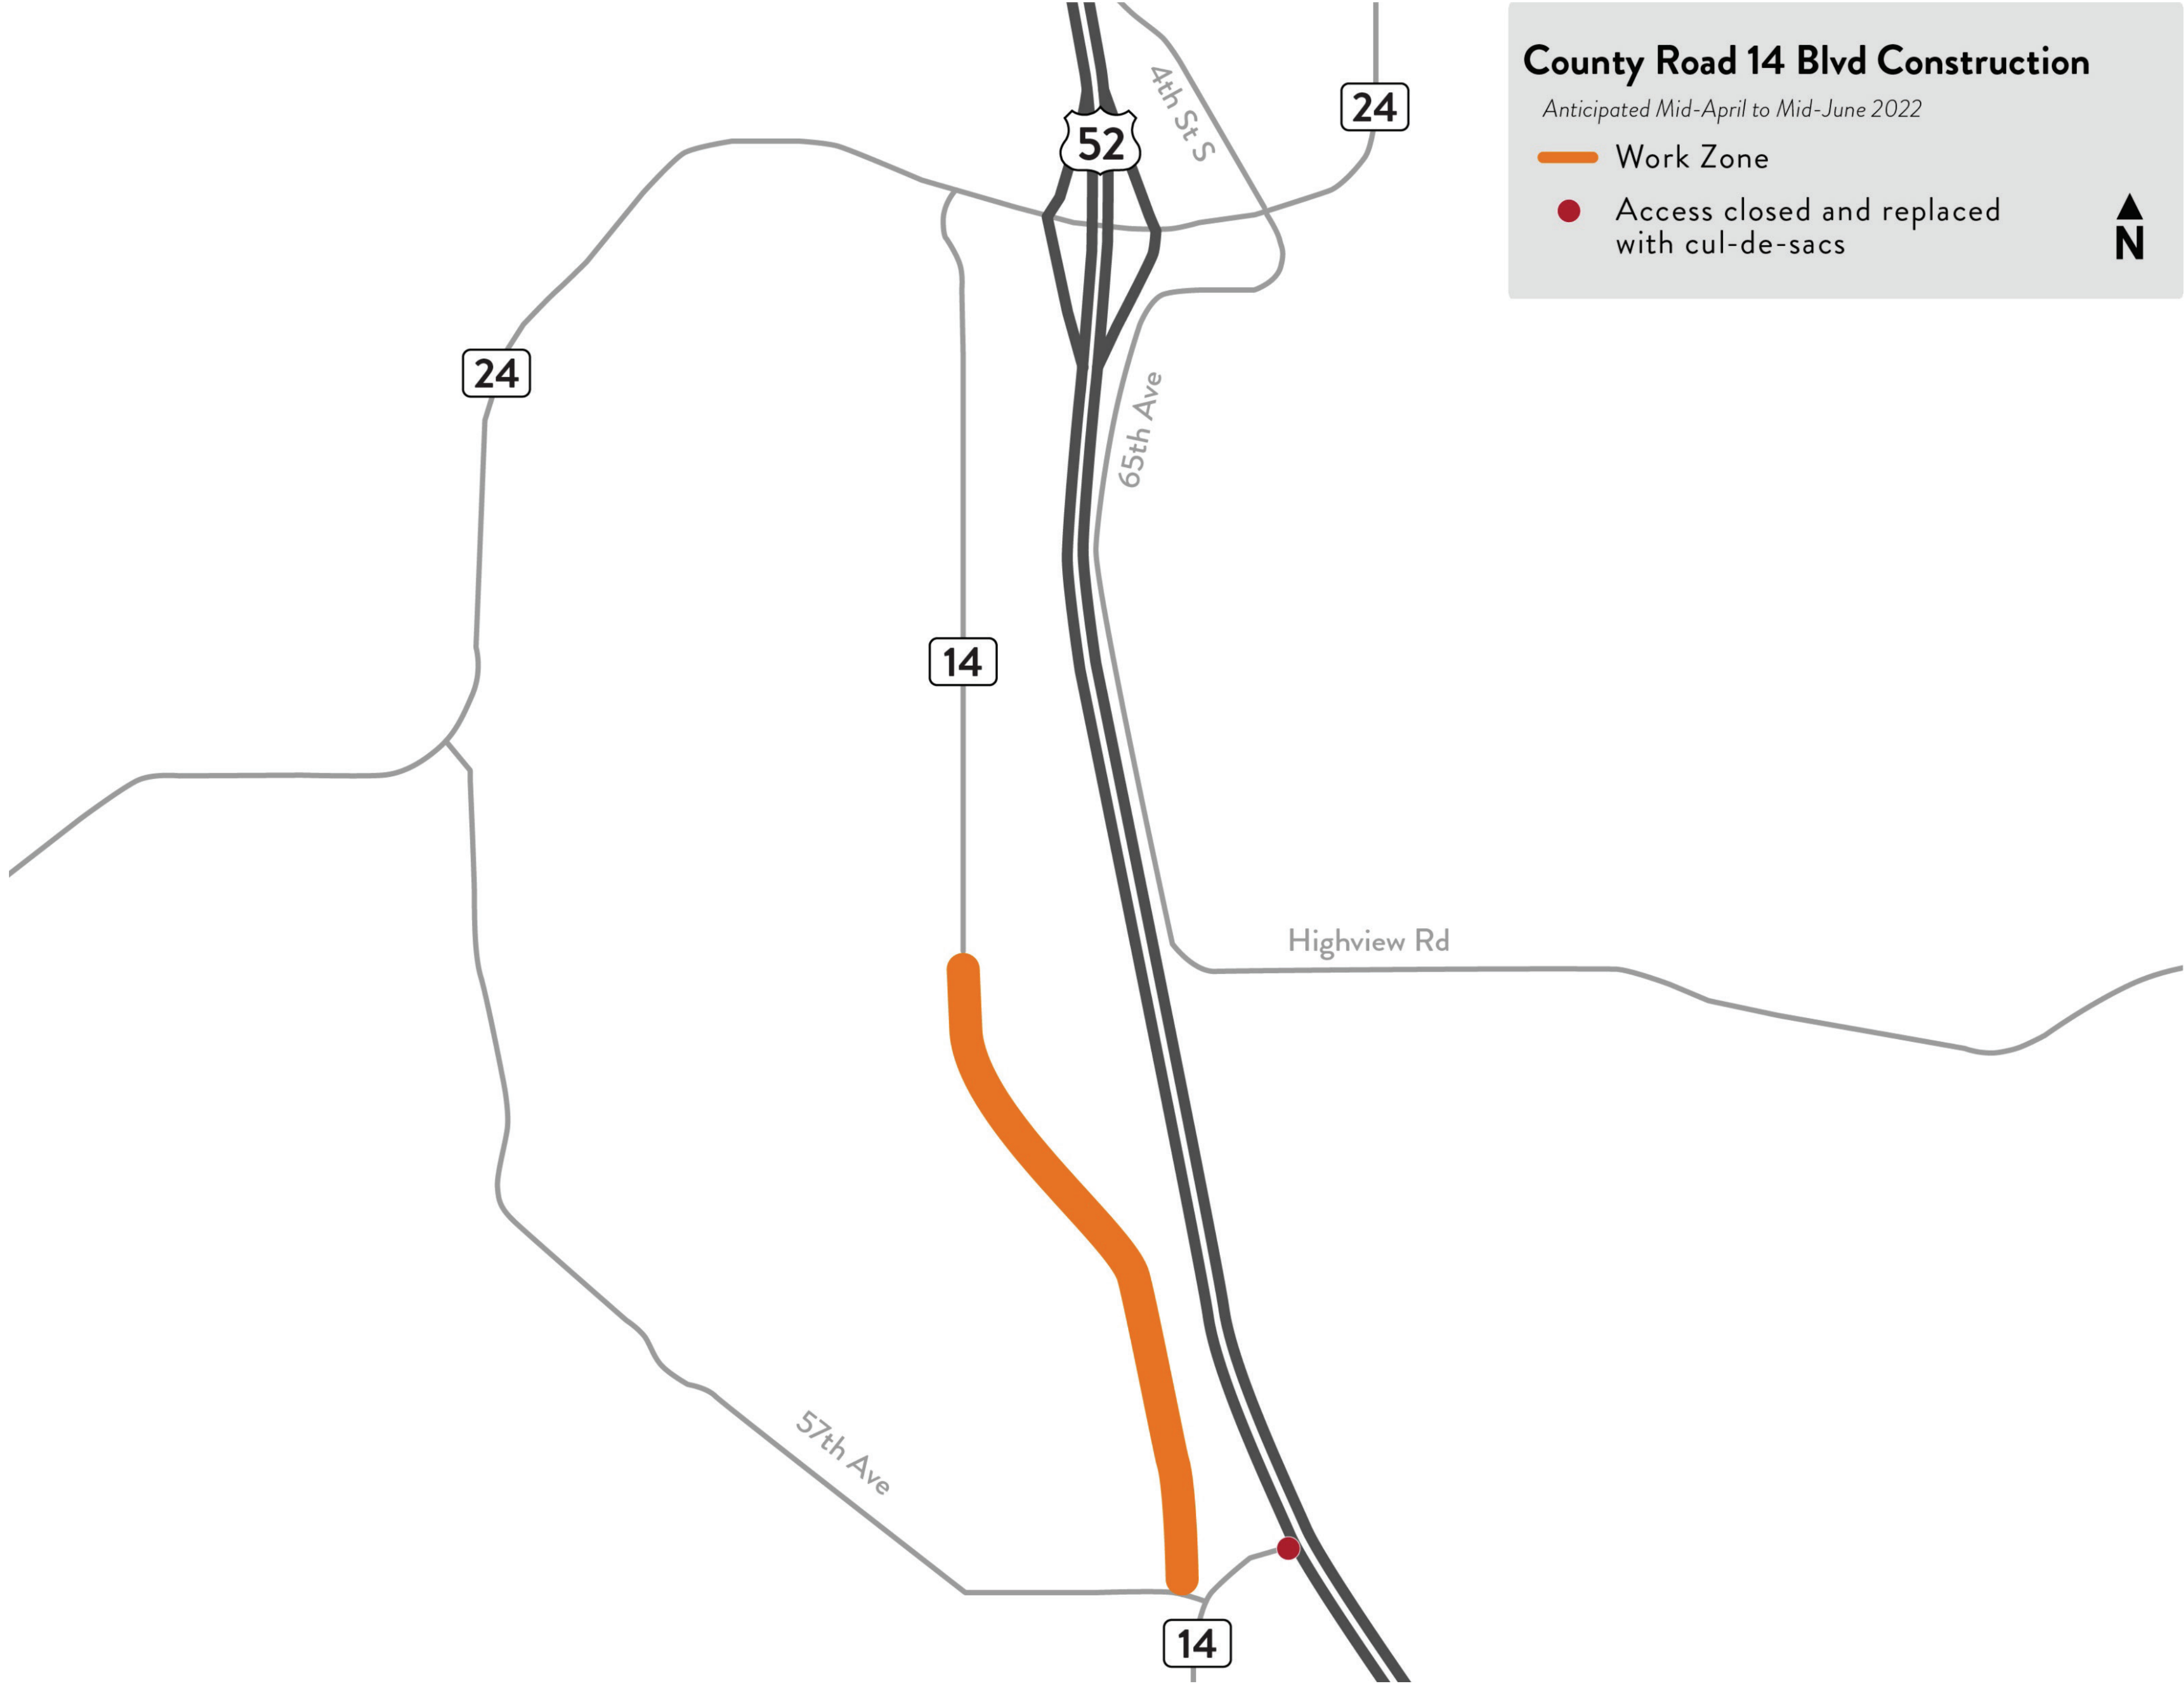 County Road 14 Blvd Construction
Anticipated Mid-April to Mid-June 2022
Work Zone
Access closed and replaced
with cul-de-sacs
N
4th St S
24
52
24
65th Ave
14
Highview Rd
57th Ave
14